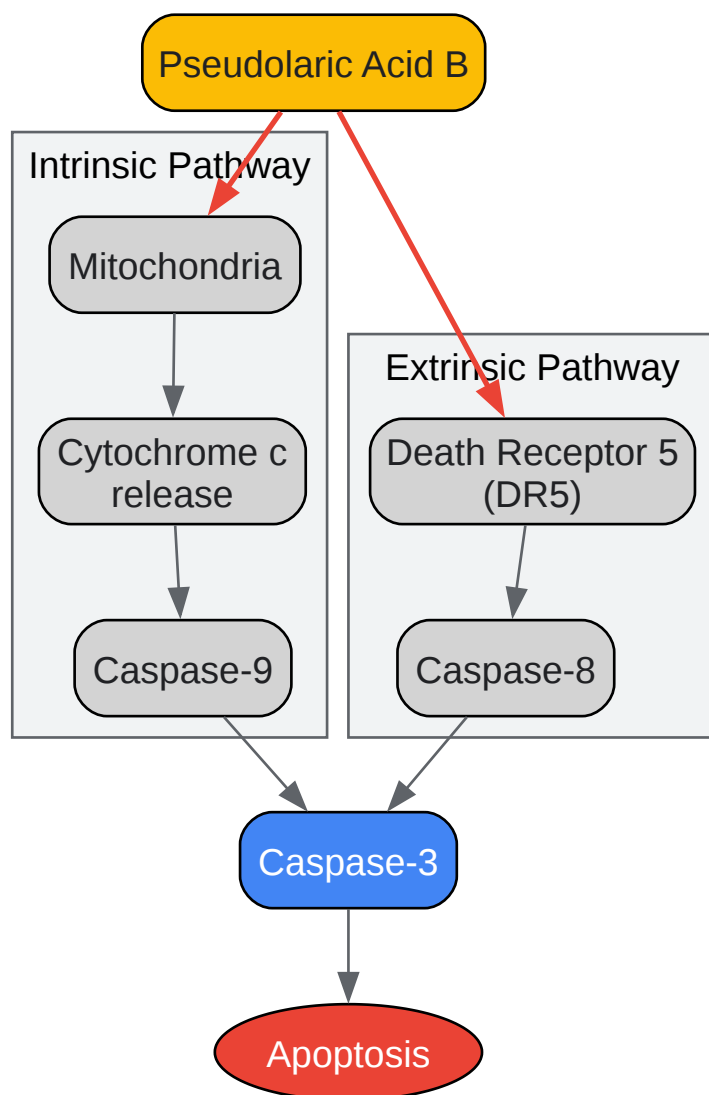 Pseudolaric Acid B
Intrinsic Pathway
Mitochondria
Extrinsic Pathway
Cytochrome c
release
Death Receptor 5
(DR5)
Caspase-9
Caspase-8
Caspase-3
Apoptosis